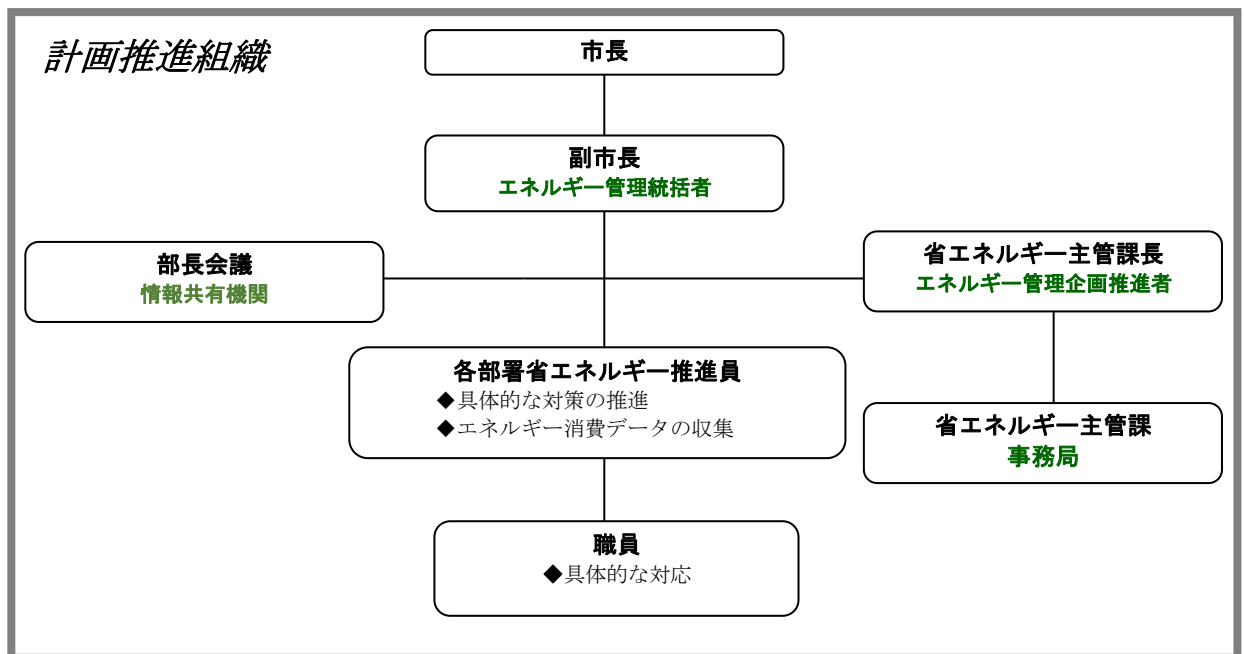 計画推進組織
市長
副市長
エネルギー管理統括者
部長会議
情報共有機関
省エネルギー主管課長
エネルギー管理企画推進者
各部署省エネルギー推進員
◆具体的な対策の推進
◆エネルギー消費データの収集
省エネルギー主管課
事務局
職員
◆具体的な対応